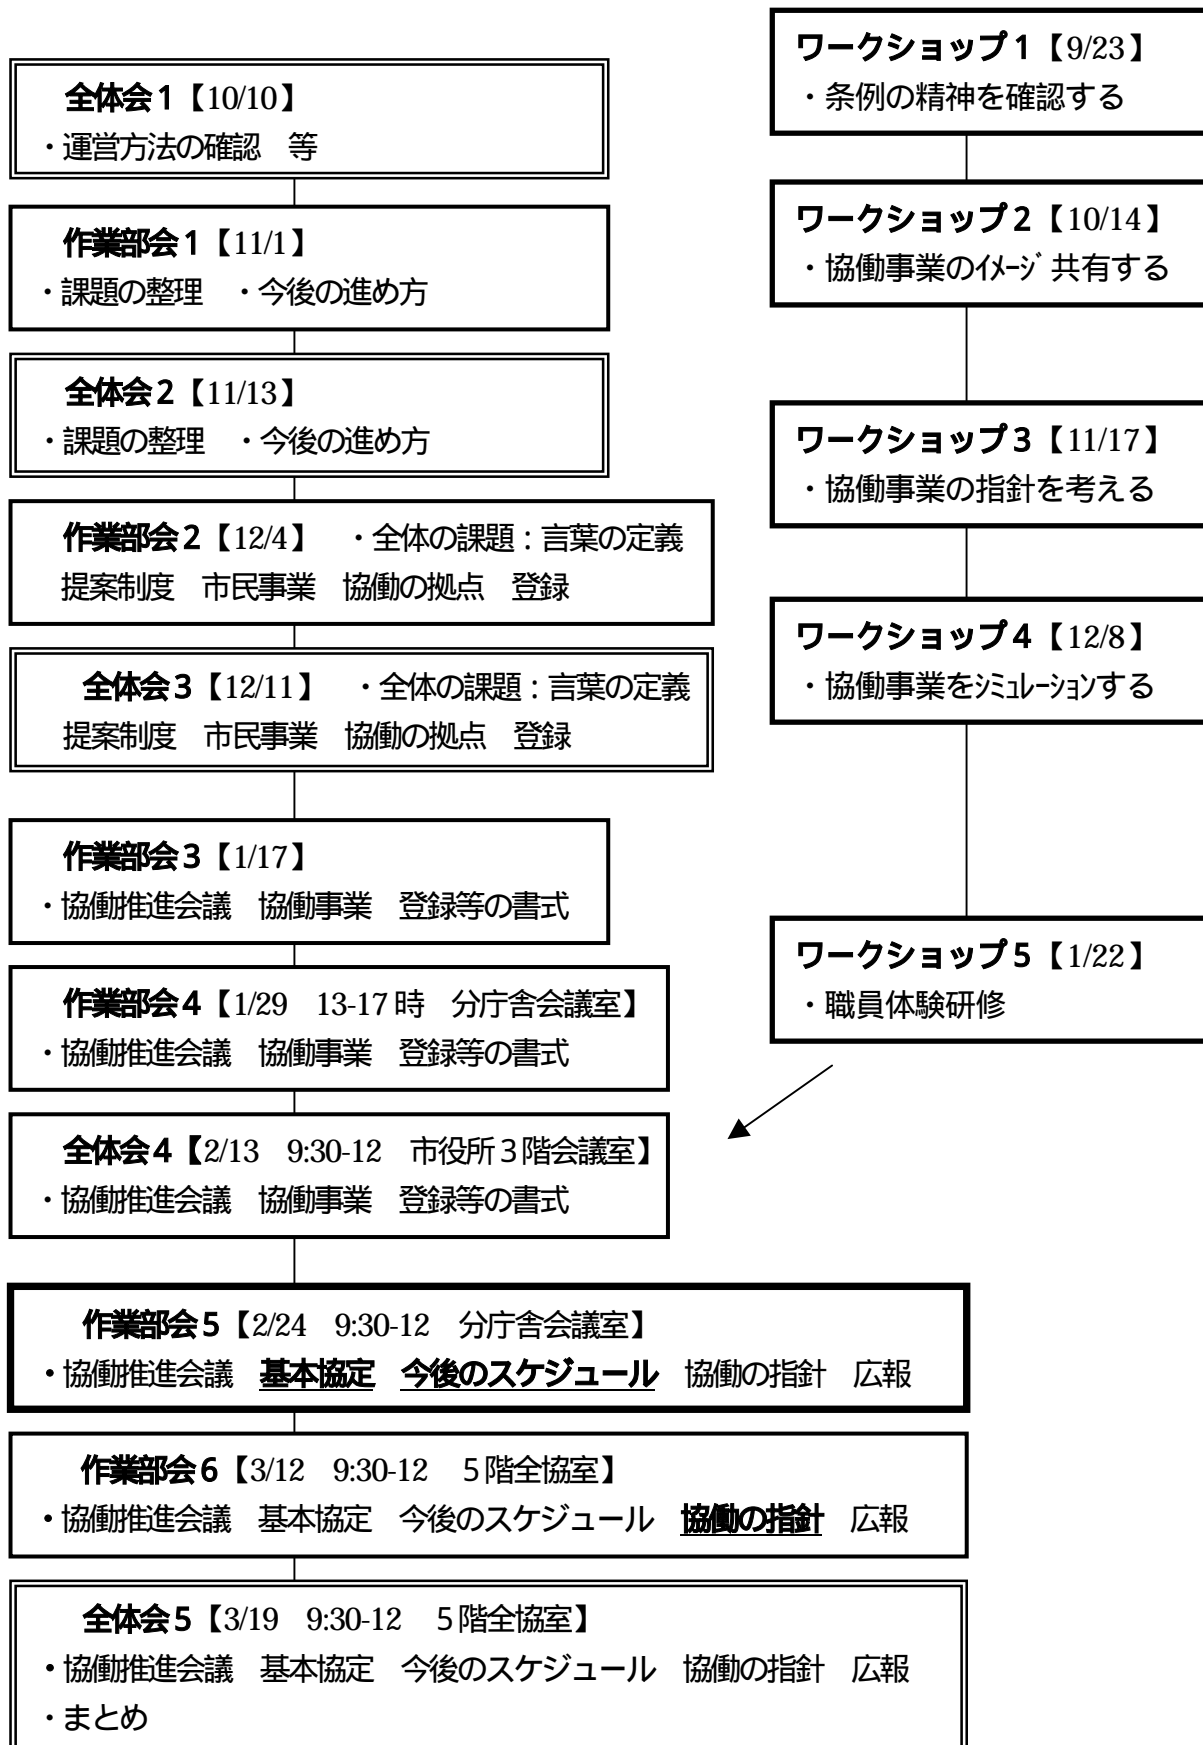 全体会1【10/10】
・運営方法の確認　等
作業部会1【11/1】
・課題の整理　・今後の進め方
全体会2【11/13】
・課題の整理　・今後の進め方
作業部会2【12/4】　・全体の課題：言葉の定義
提案制度　市民事業　協働の拠点　登録
全体会3【12/11】　・全体の課題：言葉の定義
提案制度　市民事業　協働の拠点　登録
作業部会3【1/17】
・協働推進会議　協働事業　登録等の書式
作業部会4【1/29　13-17時　分庁舎会議室】
・協働推進会議　協働事業　登録等の書式
全体会4【2/13　9:30-12　市役所3階会議室】
・協働推進会議　協働事業　登録等の書式
作業部会5【2/24　9:30-12　分庁舎会議室】
・協働推進会議　基本協定　今後のスケジュール　協働の指針　広報
作業部会6【3/12　9:30-12　5階全協室】
・協働推進会議　基本協定　今後のスケジュール　協働の指針　広報
全体会5【3/19　9:30-12　5階全協室】
・協働推進会議　基本協定　今後のスケジュール　協働の指針　広報
・まとめ
ワークショップ1【9/23】
・条例の精神を確認する
ワークショップ2【10/14】
・協働事業のｲﾒｰｼﾞ共有する
ワークショップ3【11/17】
・協働事業の指針を考える
ワークショップ4【12/8】
・協働事業をｼﾐｭﾚｰｼｮﾝする
ワークショップ5【1/22】
・職員体験研修